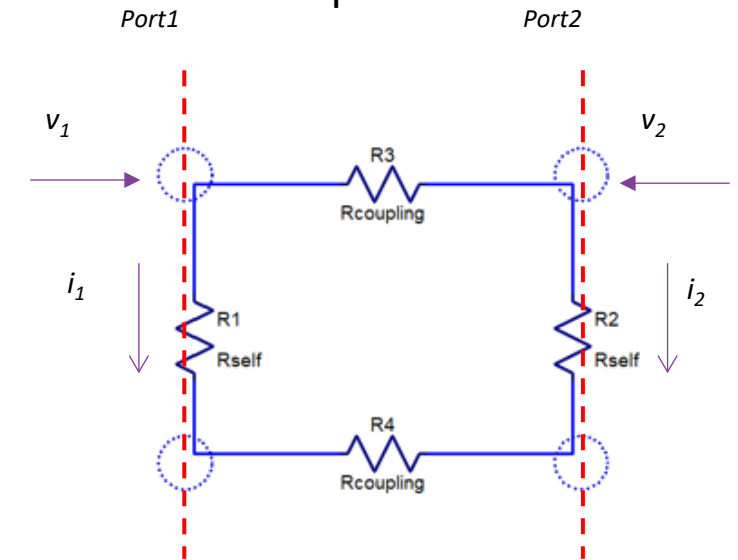 Port1
Port2
v1
v2
R3
Rcoupling
i1
i2
R1
R2
Rself
Rself
R4
Rcoupling